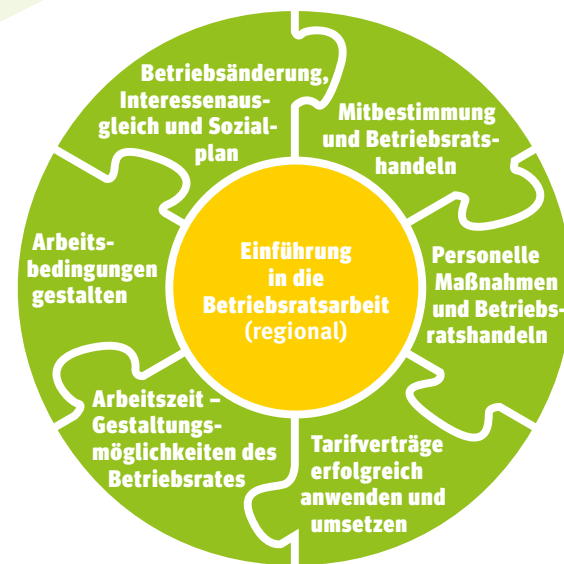 Betriebsänderung,
Interessenaus-
gleich und Sozial-
plan
Mitbestimmung
und Betriebsrats-
handeln
Personelle
Maßnahmen
und Betriebs-
ratshandeln
Tarifverträge
erfolgreich
anwenden und
umsetzen
Arbeitszeit –
Gestaltungs-
möglichkeiten des
Betriebsrates
Arbeits-
bedingungen
gestalten
Einführung
in die
Betriebsratsarbeit
(regional)